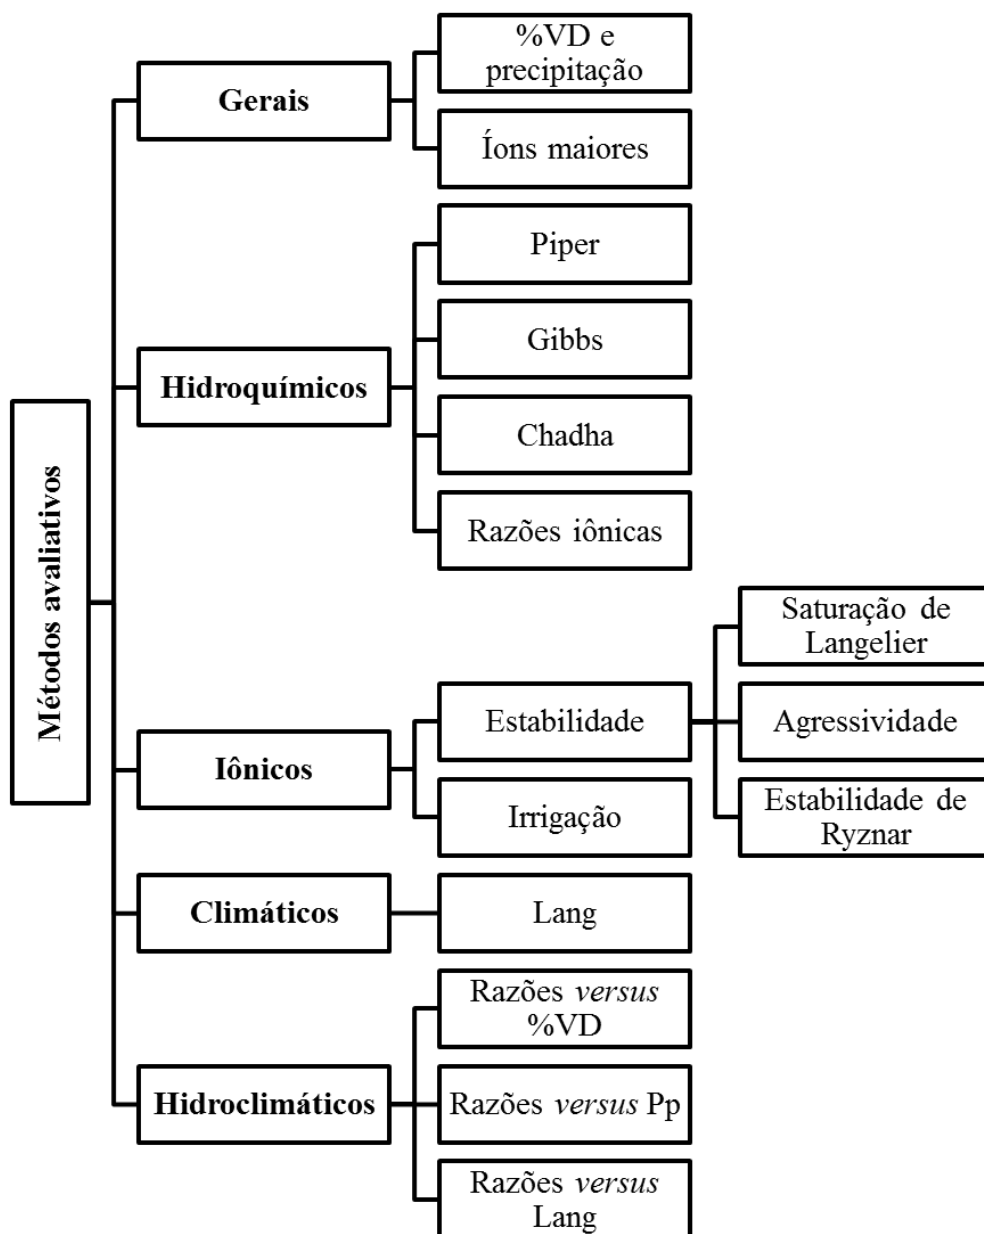 Métodos avaliativos
Gerais
%VD e
precipitação
Íons maiores
Hidroquímicos
Piper
Gibbs
Chadha
Razões iônicas
Iônicos
Estabilidade
Saturação de
Langelier
Agressividade
Estabilidade de
Ryznar
Irrigação
Climáticos
Lang
Hidroclimáticos
Razões versus
%VD
Razões versus Pp
Razões versus
Lang